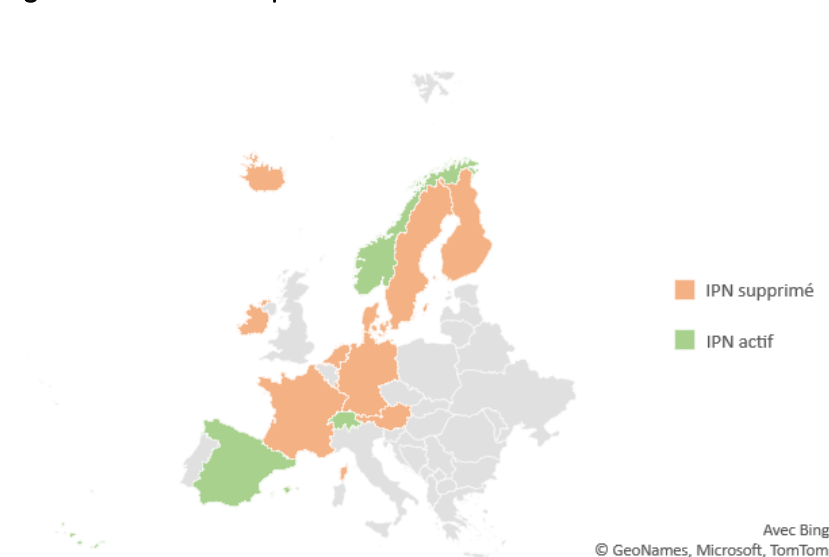 IPN supprimé
IPN actif
Avec Bing
© GeoNames, Microsoft, TomTom